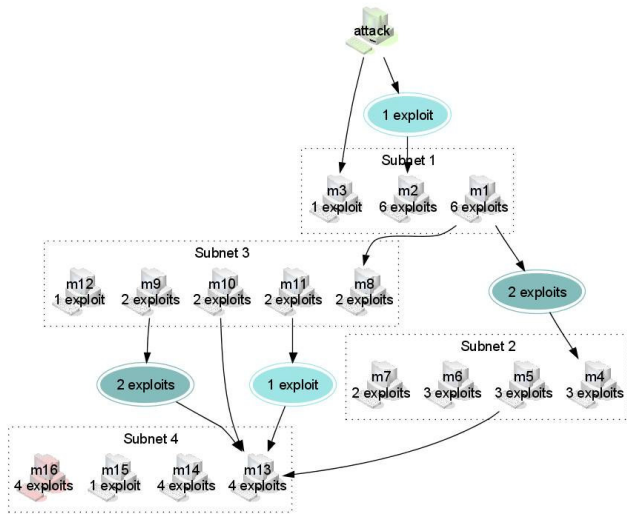 attack
1 exploit
Subnet 1
m3
1 exploit
m2
6 exploits
m1
6 exploits
Subnet 3
m12
1 exploit
m9
2 exploits
m10
2 exploits
m11
2 exploits
m8
2 exploits
2 exploits
Subnet 2
m7
2 exploits
m6
3 exploits
m5
3 exploits
m4
3 exploits
2 exploits
1 exploit
Subnet 4
m16
4 exploits
m15
1 exploit
m14
4 exploits
m13
4 exploits